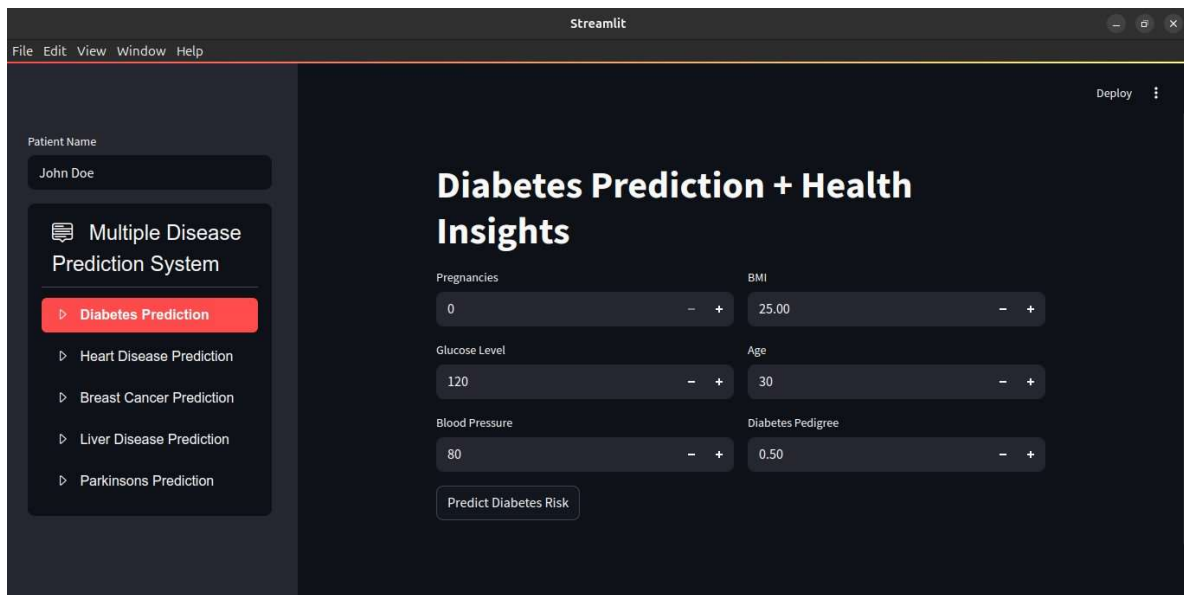 Streamlit
File Edit View Window Help
Deploy
Patient Name
John Doe
Multiple Disease
Prediction System
Diabetes Prediction
Heart Disease Prediction
Breast Cancer Prediction
Liver Disease Prediction
Parkinsons Prediction
Diabetes Prediction + Health
Insights
Pregnancies
0
BMI
25.00
Glucose Level
120
Age
30
Blood Pressure
80
Diabetes Pedigree
0.50
Predict Diabetes Risk